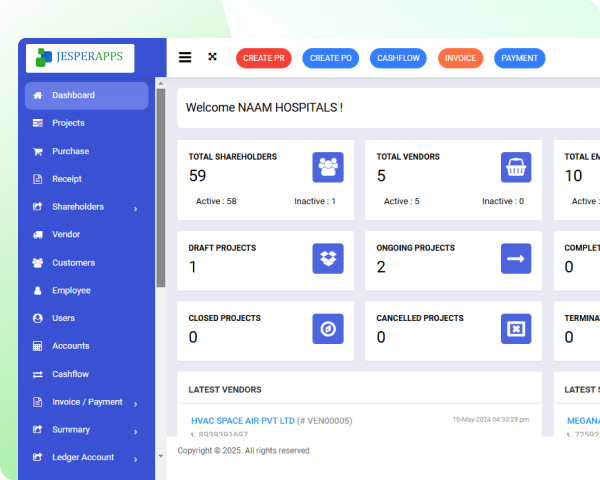 JESPERAPPS
CREATE PR
CREATE PO
CASHFLOW
INVOICE
PAYMENT
Dashboard
Projects
Purchase
Receipt
Shareholders
Vendor
Customers
Employee
Users
Accounts
Cashflow
Invoice / Payment
Summary
Ledger Account
Welcome NAAM HOSPITALS !
TOTAL SHAREHOLDERS
59
Active : 58 Inactive : 1
TOTAL VENDORS
5
Active : 5 Inactive : 0
TOTAL EM
10
Active :
DRAFT PROJECTS
1
ONGOING PROJECTS
2
COMPLET
0
CLOSED PROJECTS
0
CANCELLED PROJECTS
0
TERMINA
0
LATEST VENDORS
HVAC SPACE AIR PVT LTD (# VEN00005) 10-May-2024 04:33:29 pm
8939391697
LATEST S
MEGANA
72592
Copyright © 2025. All rights reserved.